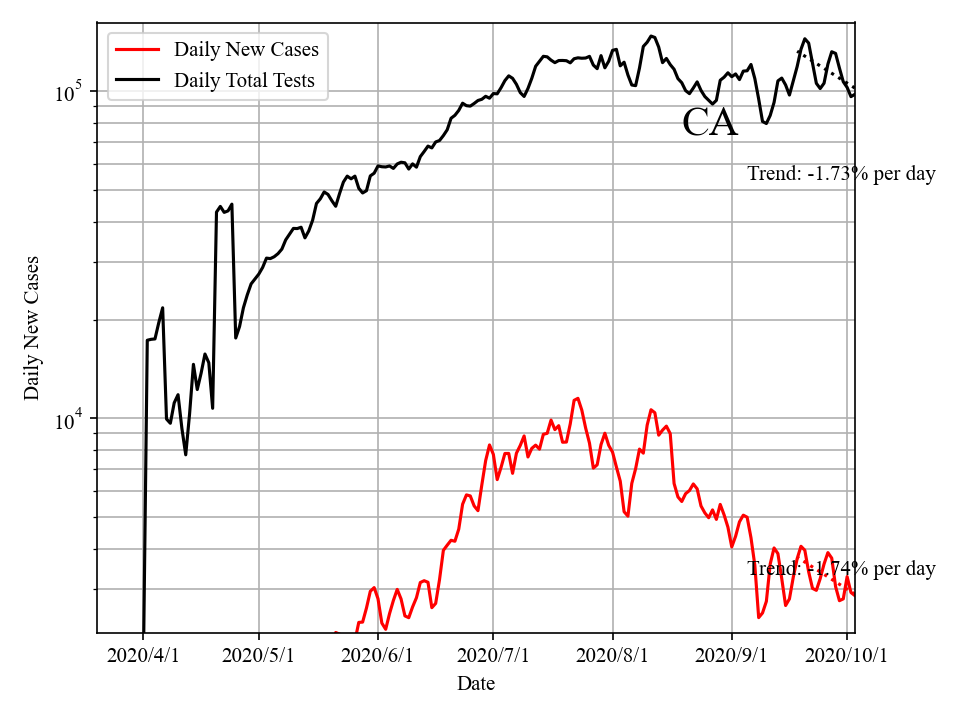 Daily New Cases
Daily Total Tests
10^5
CA
Trend: -1.73% per day
Daily New Cases
10^4
Trend: -1.74% per day
2020/4/1 2020/5/1 2020/6/1 2020/7/1 2020/8/1 2020/9/1 2020/10/1
Date